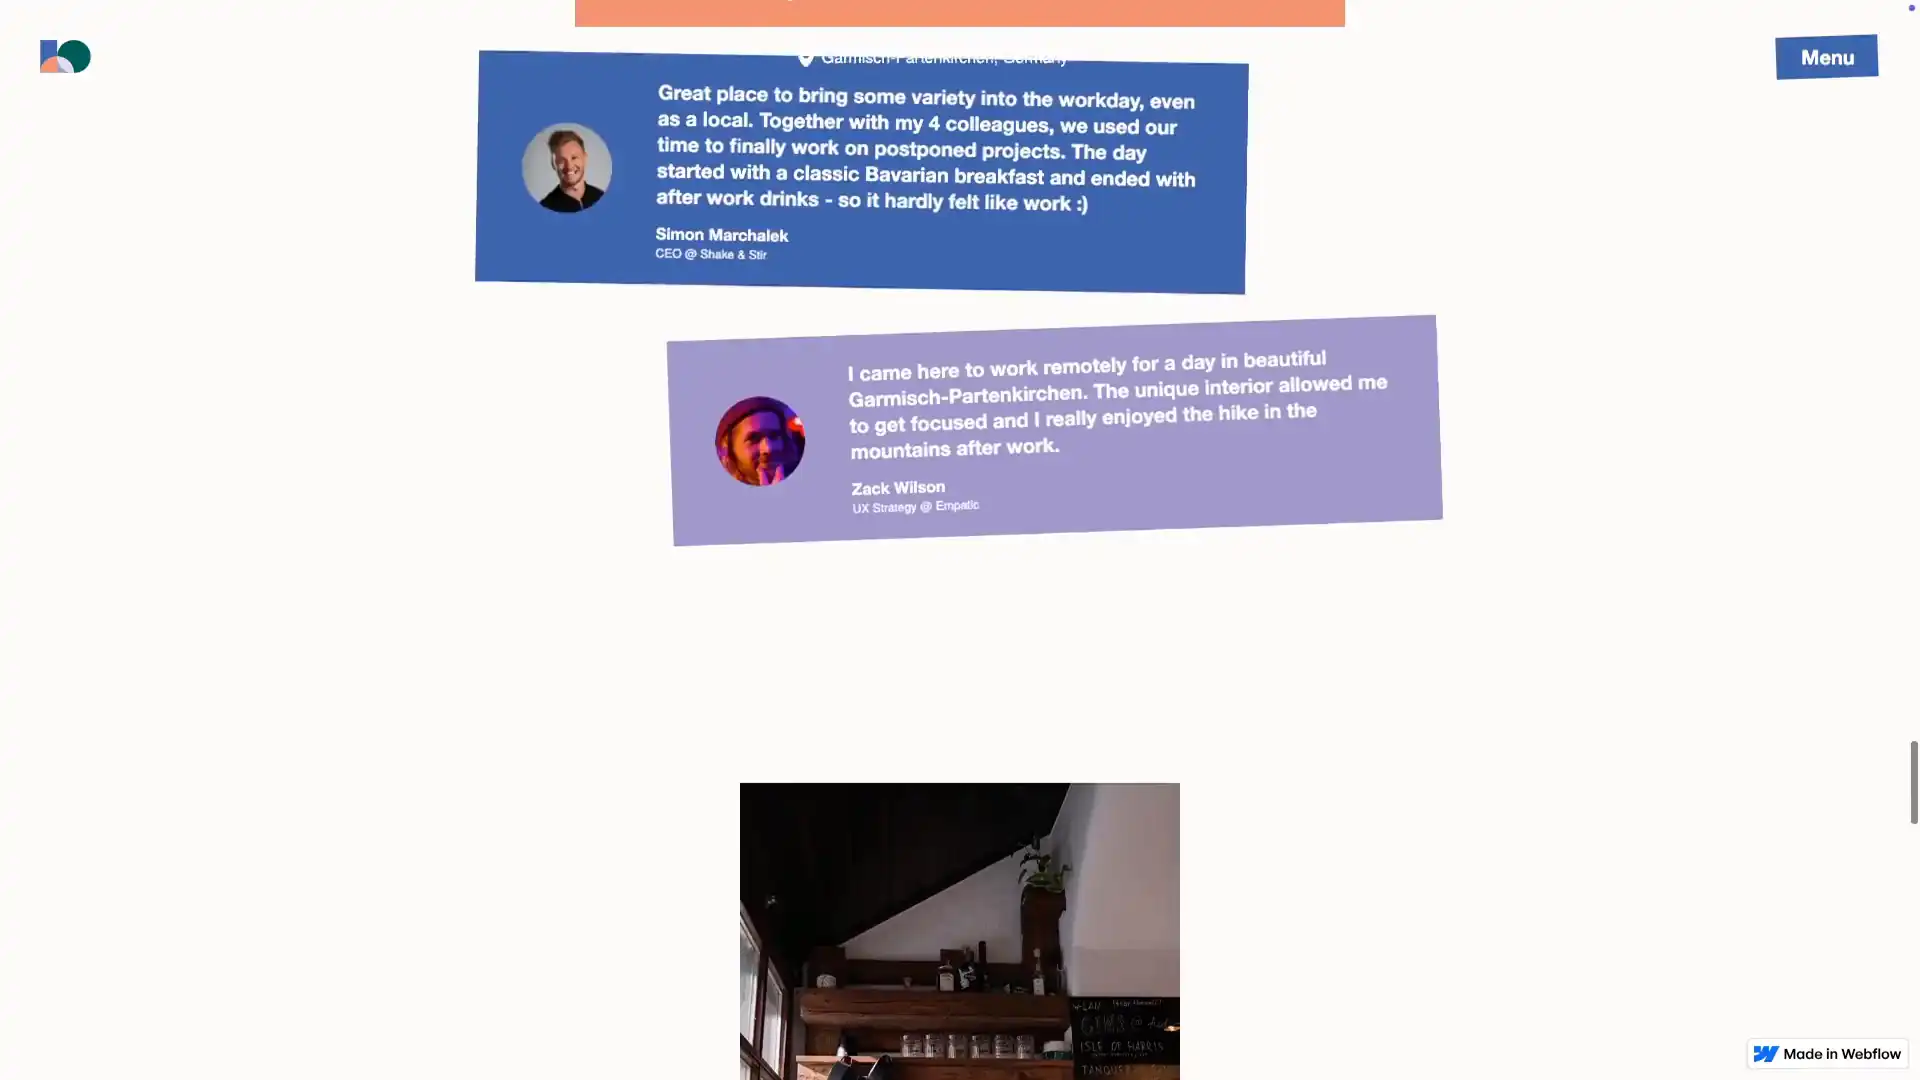 Menu
Garmisch-Partenkirchen, Germany
Great place to bring some variety into the workday, even
as a local. Together with my 4 colleagues, we used our
time to finally work on postponed projects. The day
started with a classic Bavarian breakfast and ended with
after work drinks - so it hardly felt like work :)
Simon Marchalek
CEO @ Shake & Stir
I came here to work remotely for a day in beautiful
Garmisch-Partenkirchen. The unique interior allowed me
to get focused and I really enjoyed the hike in the
mountains after work.
Zack Wilson
UX Strategy @ Empatic
ISLE OF HARRIS
Made in Webflow